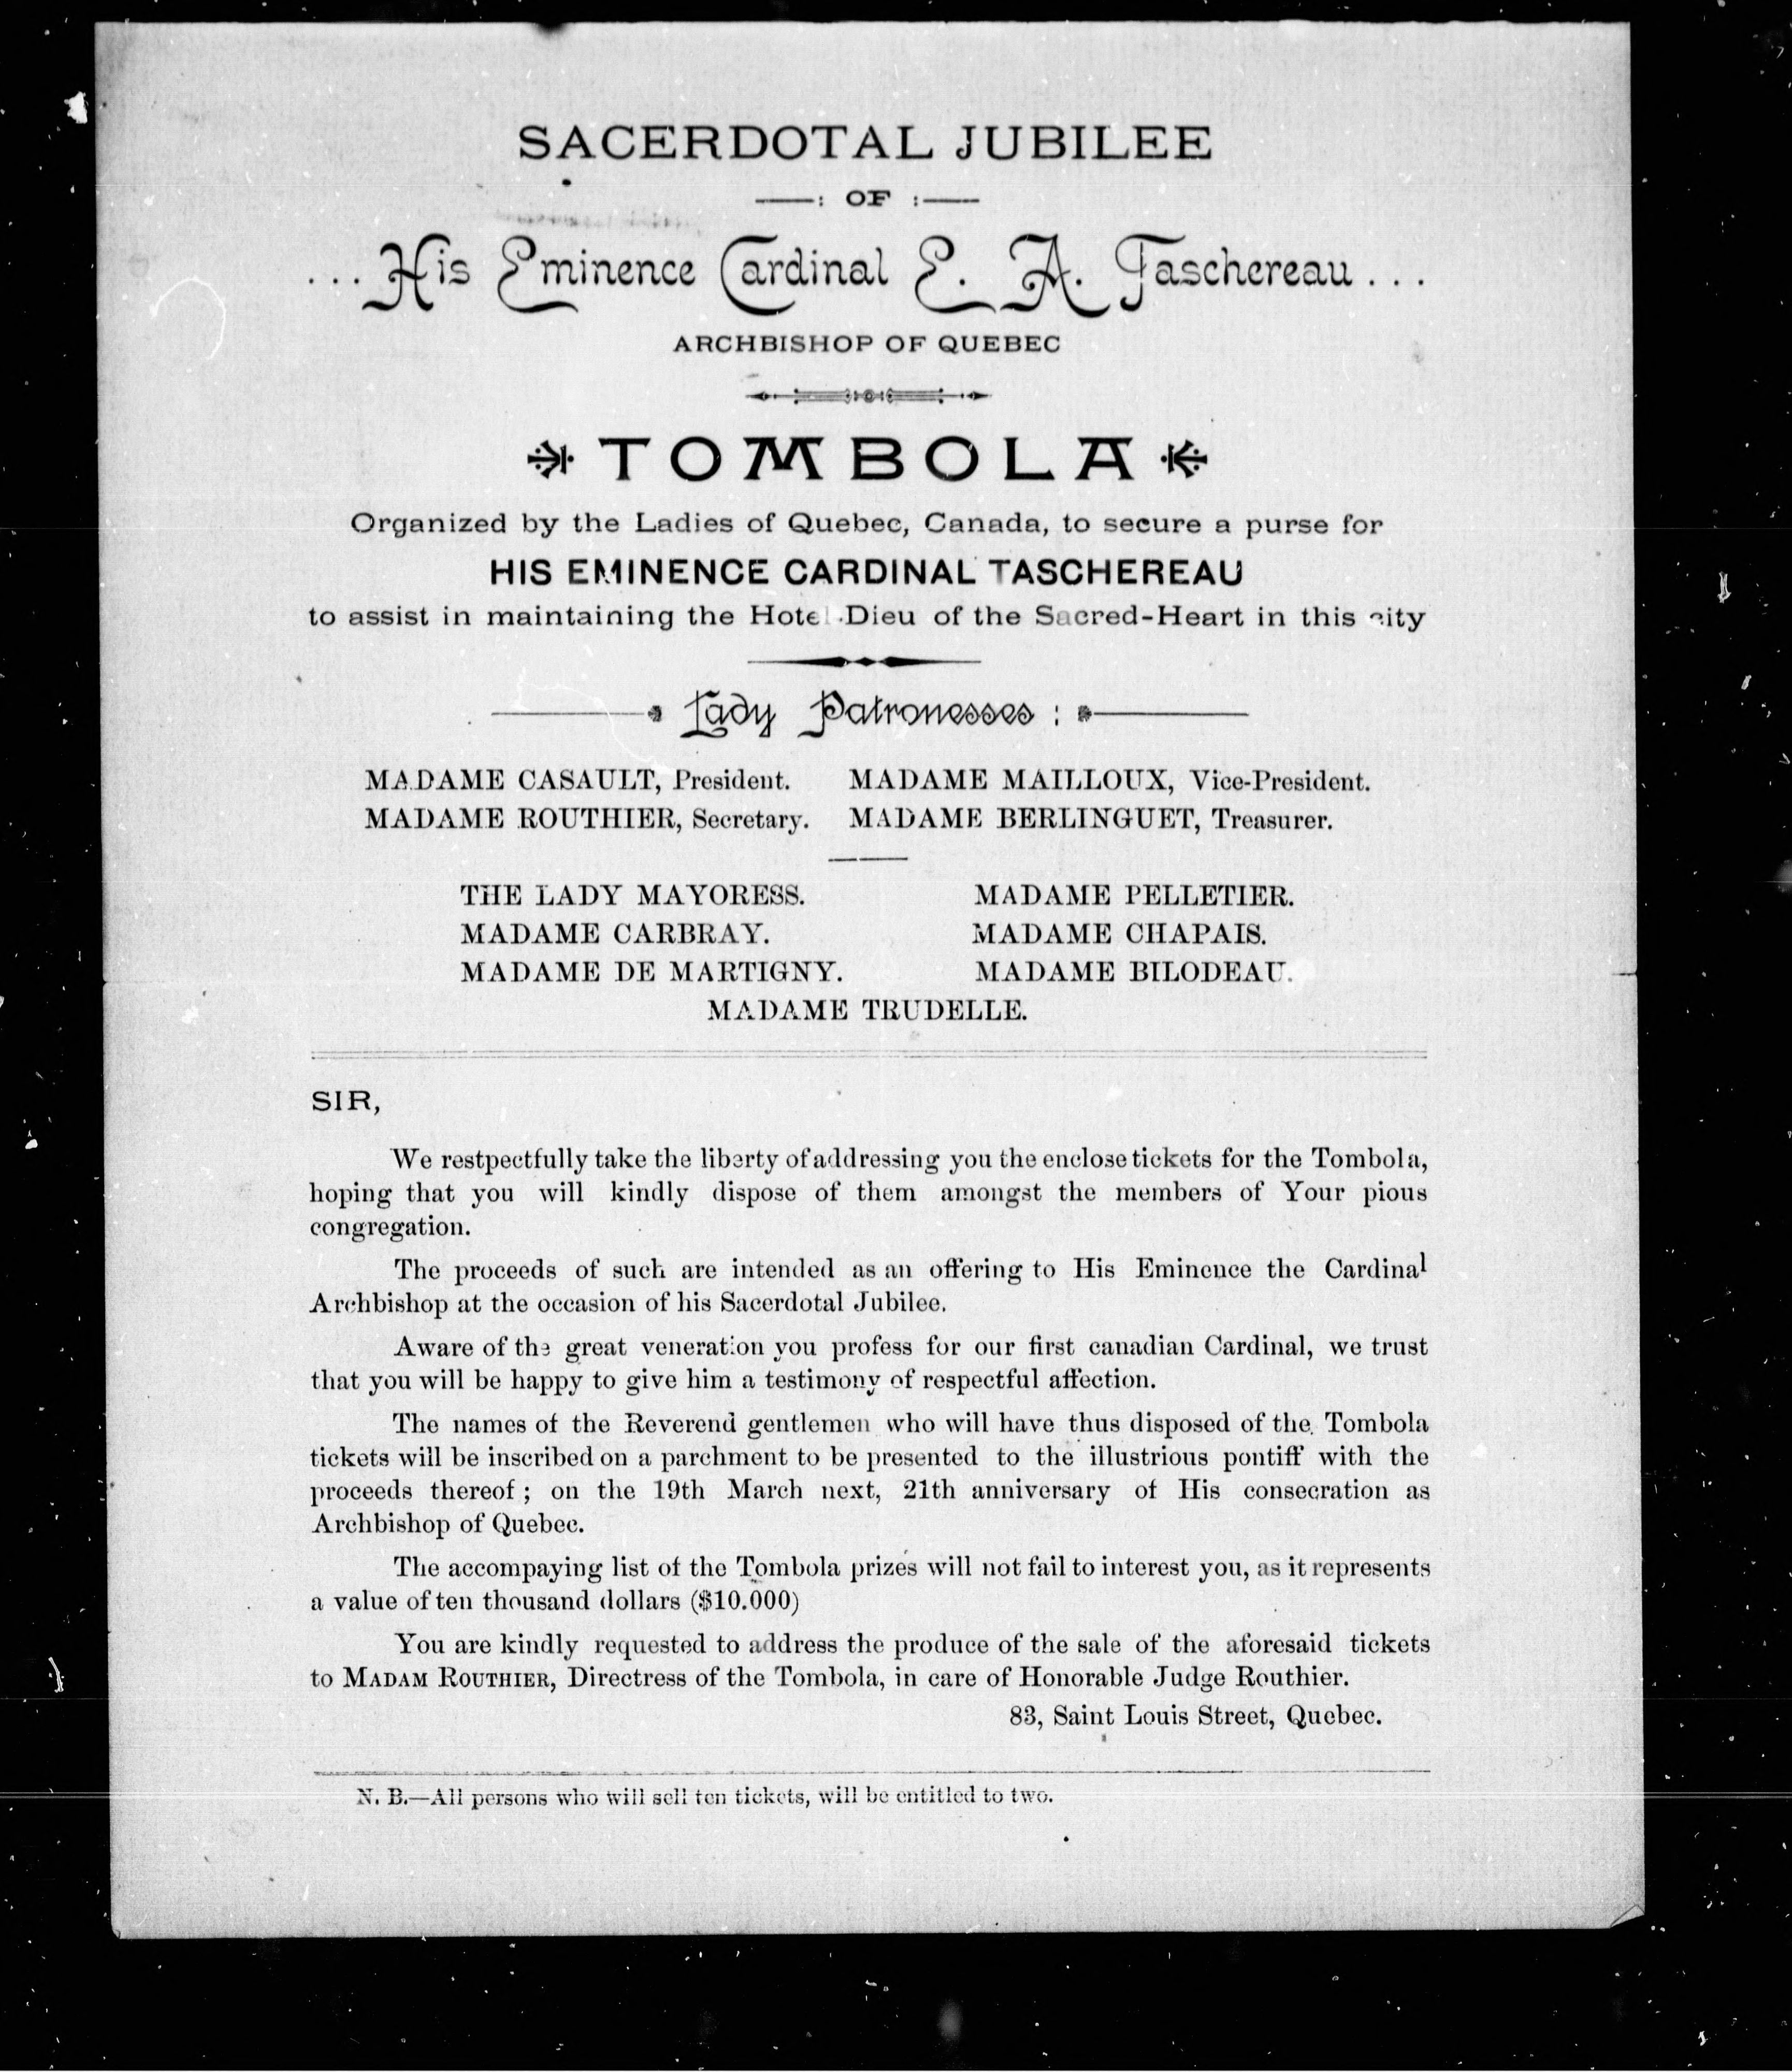 SACERDOTAL JUBILEE
——: OF :——
... His Eminence Cardinal E. A. Taschereau ...
ARCHBISHOP OF QUEBEC
TOMBOLA
Organized by the Ladies of Quebec, Canada, to secure a purse for
HIS EMINENCE CARDINAL TASCHEREAU
to assist in maintaining the Hotel-Dieu of the Sacred-Heart in this city
Lady Patronesses :
MADAME CASAULT, President. MADAME MAILLOUX, Vice-President.
MADAME ROUTHIER, Secretary. MADAME BERLINGUET, Treasurer.
THE LADY MAYORESS. MADAME PELLETIER.
MADAME CARBRAY. MADAME CHAPAIS.
MADAME DE MARTIGNY. MADAME BILODEAU.
MADAME TRUDELLE.
SIR,
We restpectfully take the liberty of addressing you the enclose tickets for the Tombola,
hoping that you will kindly dispose of them amongst the members of Your pious
congregation.
The proceeds of such are intended as an offering to His Eminence the Cardinal
Archbishop at the occasion of his Sacerdotal Jubilee.
Aware of the great veneration you profess for our first canadian Cardinal, we trust
that you will be happy to give him a testimony of respectful affection.
The names of the Reverend gentlemen who will have thus disposed of the Tombola
tickets will be inscribed on a parchment to be presented to the illustrious pontiff with the
proceeds thereof ; on the 19th March next, 21th anniversary of His consecration as
Archbishop of Quebec.
The accompaying list of the Tombola prizes will not fail to interest you, as it represents
a value of ten thousand dollars ($10.000)
You are kindly requested to address the produce of the sale of the aforesaid tickets
to MADAM ROUTHIER, Directress of the Tombola, in care of Honorable Judge Routhier.
83, Saint Louis Street, Quebec.
N. B.—All persons who will sell ten tickets, will be entitled to two.